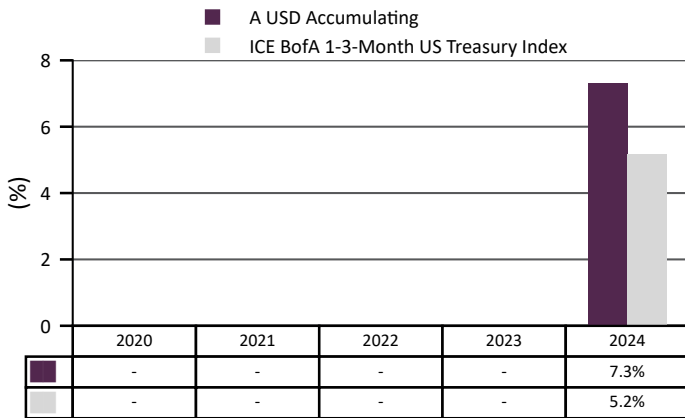 A USD Accumulating
ICE BofA 1-3-Month US Treasury Index
8
6
4
2
0
(%)
2020 2021 2022 2023 2024
- - - - 7.3%
- - - - 5.2%